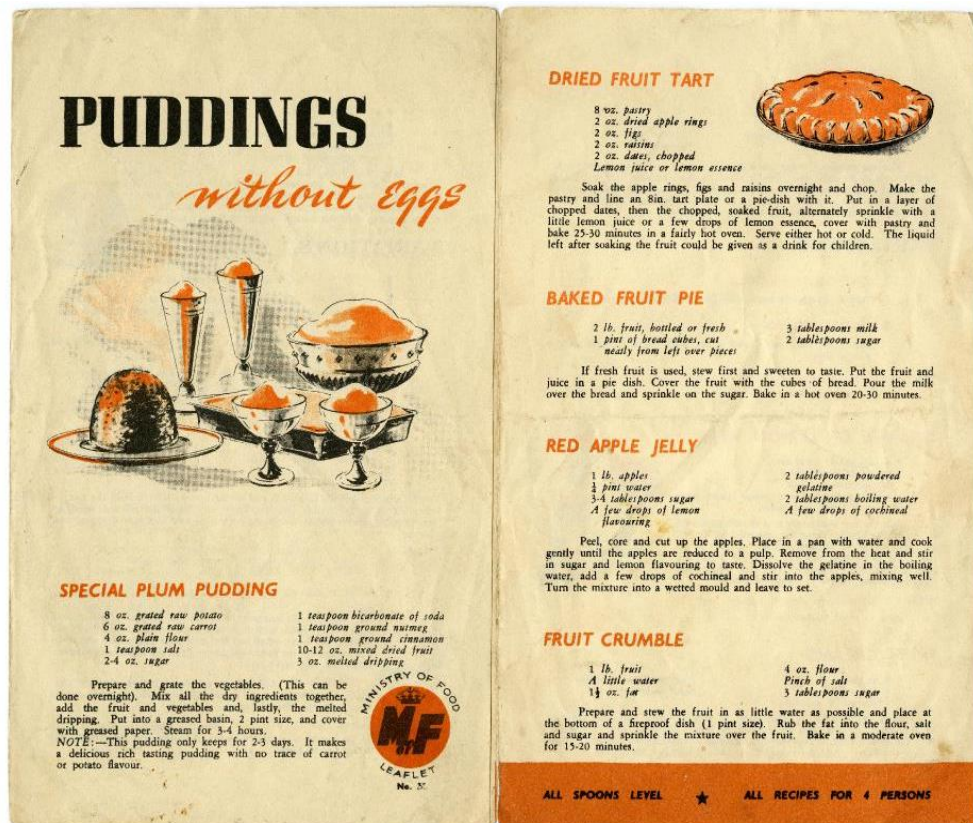 PUDDINGS
without EGGS
SPECIAL PLUM PUDDING
8 oz. grated raw potato
6 oz. grated raw carrot
4 oz. plain flour
1 teaspoon salt
2-4 oz. sugar
1 teaspoon bicarbonate of soda
1 teaspoon ground nutmeg
1 teaspoon ground cinnamon
10-12 oz. mixed dried fruit
3 oz. melted dripping
Prepare and grate the vegetables. (This can be
done overnight). Mix all the dry ingredients together,
add the fruit and vegetables and, lastly, the melted
dripping. Put into a greased basin, 2 pint size, and cover
with greased paper. Steam for 3-4 hours.
NOTE:—This pudding only keeps for 2-3 days. It makes
a delicious rich tasting pudding with no trace of carrot
or potato flavour.
MINISTRY OF FOOD
M OF F
LEAFLET
No.
DRIED FRUIT TART
8 oz. pastry
2 oz. dried apple rings
2 oz. figs
2 oz. raisins
2 oz. dates, chopped
Lemon juice or lemon essence
Soak the apple rings, figs and raisins overnight and chop. Make the
pastry and line an 8in. tart plate or a pie-dish with it. Put in a layer of
chopped dates, then the chopped, soaked fruit, alternately sprinkle with a
little lemon juice or a few drops of lemon essence, cover with pastry and
bake 25-30 minutes in a fairly hot oven. Serve either hot or cold. The liquid
left after soaking the fruit could be given as a drink for children.
BAKED FRUIT PIE
2 lb. fruit, bottled or fresh
1 pint of bread cubes, cut
neatly from left over pieces
3 tablespoons milk
2 tablespoons sugar
If fresh fruit is used, stew first and sweeten to taste. Put the fruit and
juice in a pie dish. Cover the fruit with the cubes of bread. Pour the milk
over the bread and sprinkle on the sugar. Bake in a hot oven 20-30 minutes.
RED APPLE JELLY
1 lb. apples
¼ pint water
3-4 tablespoons sugar
A few drops of lemon
flavouring
2 tablespoons powdered
gelatine
2 tablespoons boiling water
A few drops of cochineal
Peel, core and cut up the apples. Place in a pan with water and cook
gently until the apples are reduced to a pulp. Remove from the heat and stir
in sugar and lemon flavouring to taste. Dissolve the gelatine in the boiling
water, add a few drops of cochineal and stir into the apples, mixing well.
Turn the mixture into a wetted mould and leave to set.
FRUIT CRUMBLE
1 lb. fruit
A little water
1½ oz. fat
4 oz. flour
Pinch of salt
3 tablespoons sugar
Prepare and stew the fruit in as little water as possible and place at
the bottom of a fireproof dish (1 pint size). Rub the fat into the flour, salt
and sugar and sprinkle the mixture over the fruit. Bake in a moderate oven
for 15-20 minutes.
ALL SPOONS LEVEL ★ ALL RECIPES FOR 4 PERSONS